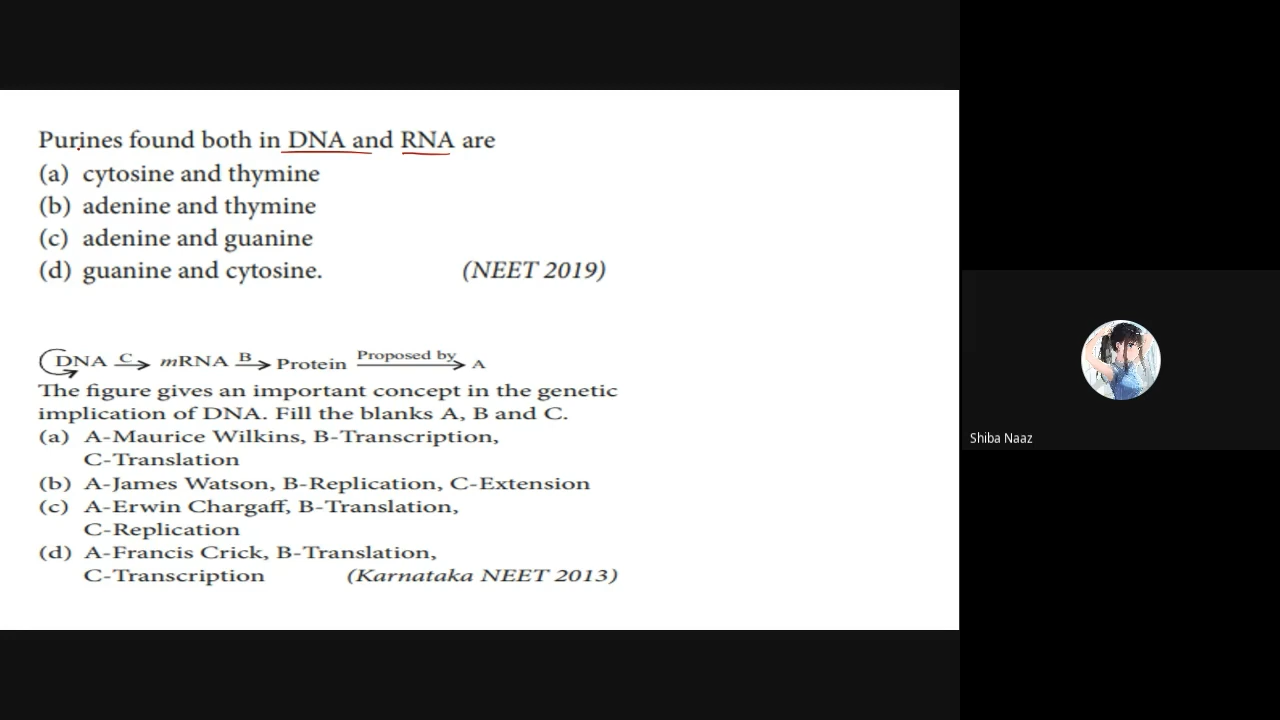 Purines found both in DNA and RNA are
(a) cytosine and thymine
(b) adenine and thymine
(c) adenine and guanine
(d) guanine and cytosine. (NEET 2019)
DNA C mRNA B Protein Proposed by A
The figure gives an important concept in the genetic
implication of DNA. Fill the blanks A, B and C.
(a) A-Maurice Wilkins, B-Transcription,
C-Translation
(b) A-James Watson, B-Replication, C-Extension
(c) A-Erwin Chargaff, B-Translation,
C-Replication
(d) A-Francis Crick, B-Translation,
C-Transcription (Karnataka NEET 2013)
Shiba Naaz